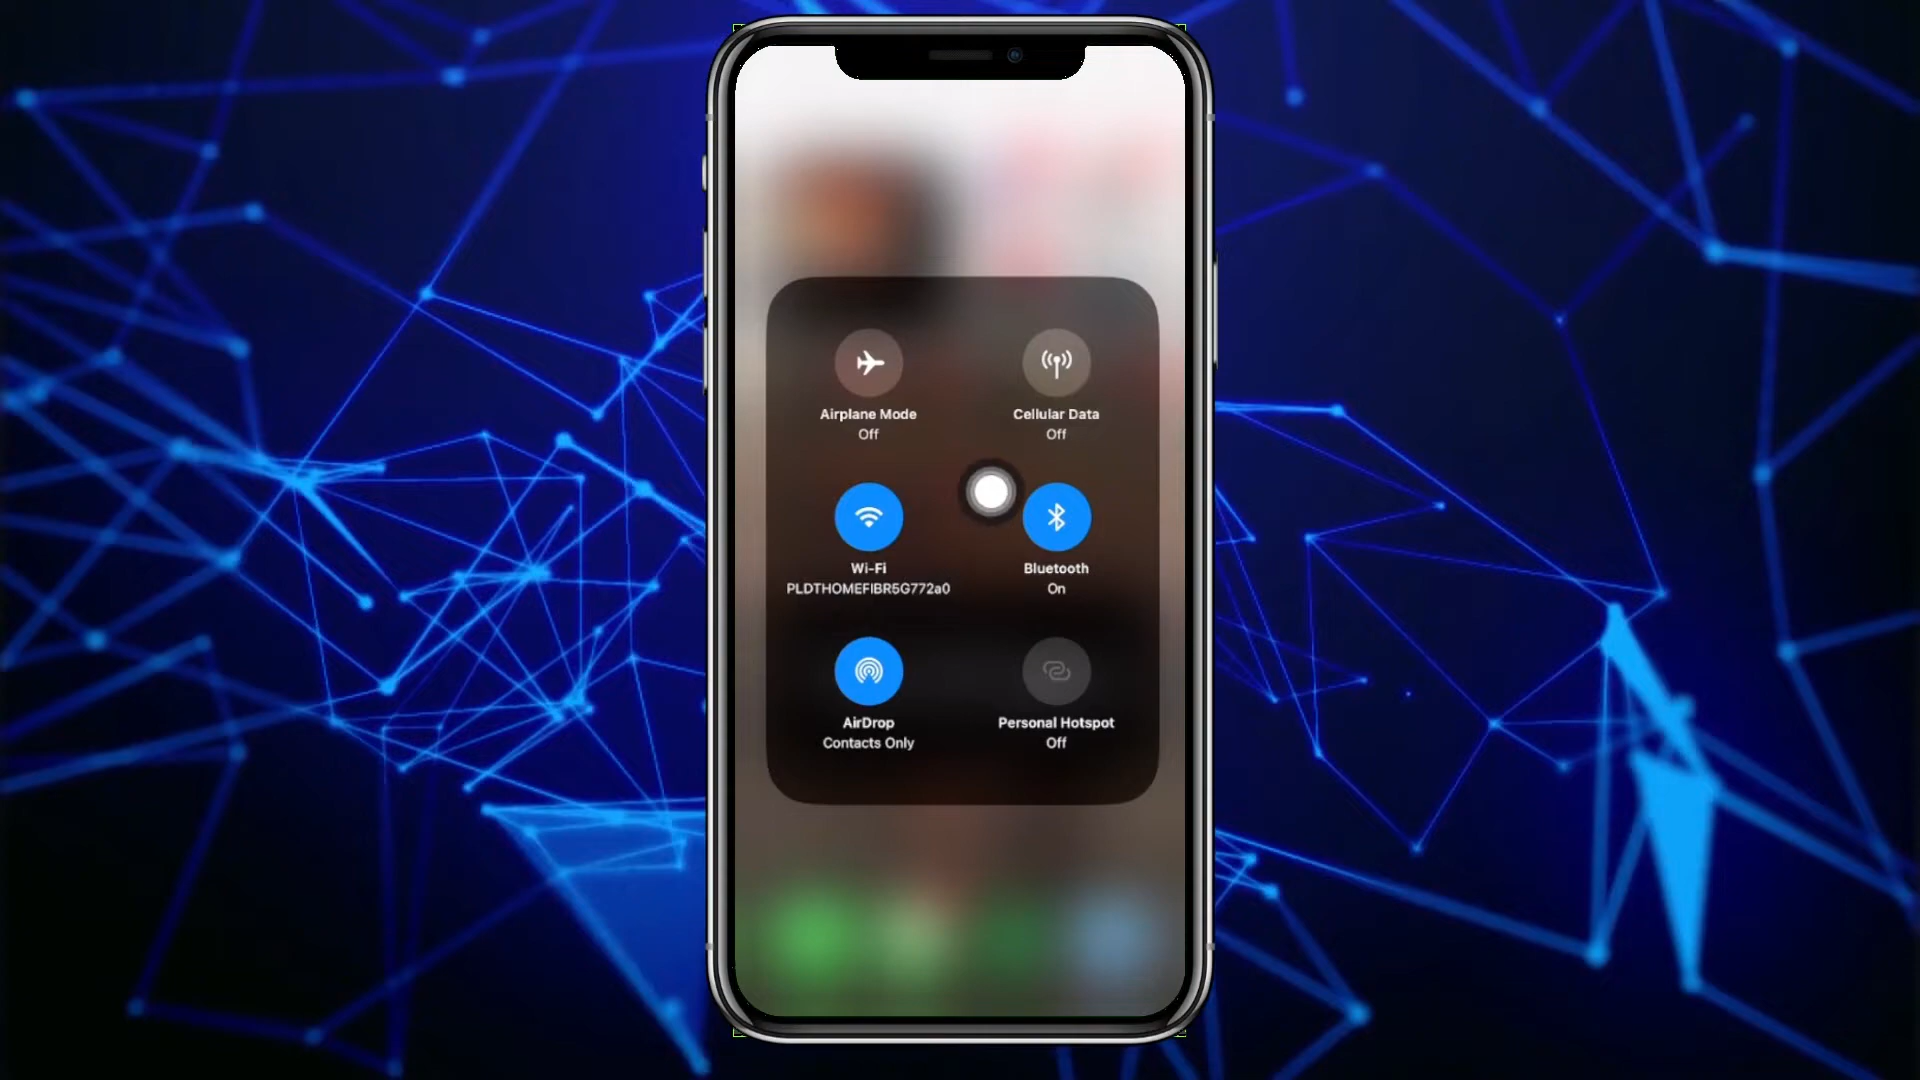 Airplane Mode
Off
Cellular Data
Off
Wi-Fi
PLDTHOMEFIBR5G772a0
Bluetooth
On
AirDrop
Contacts Only
Personal Hotspot
Off